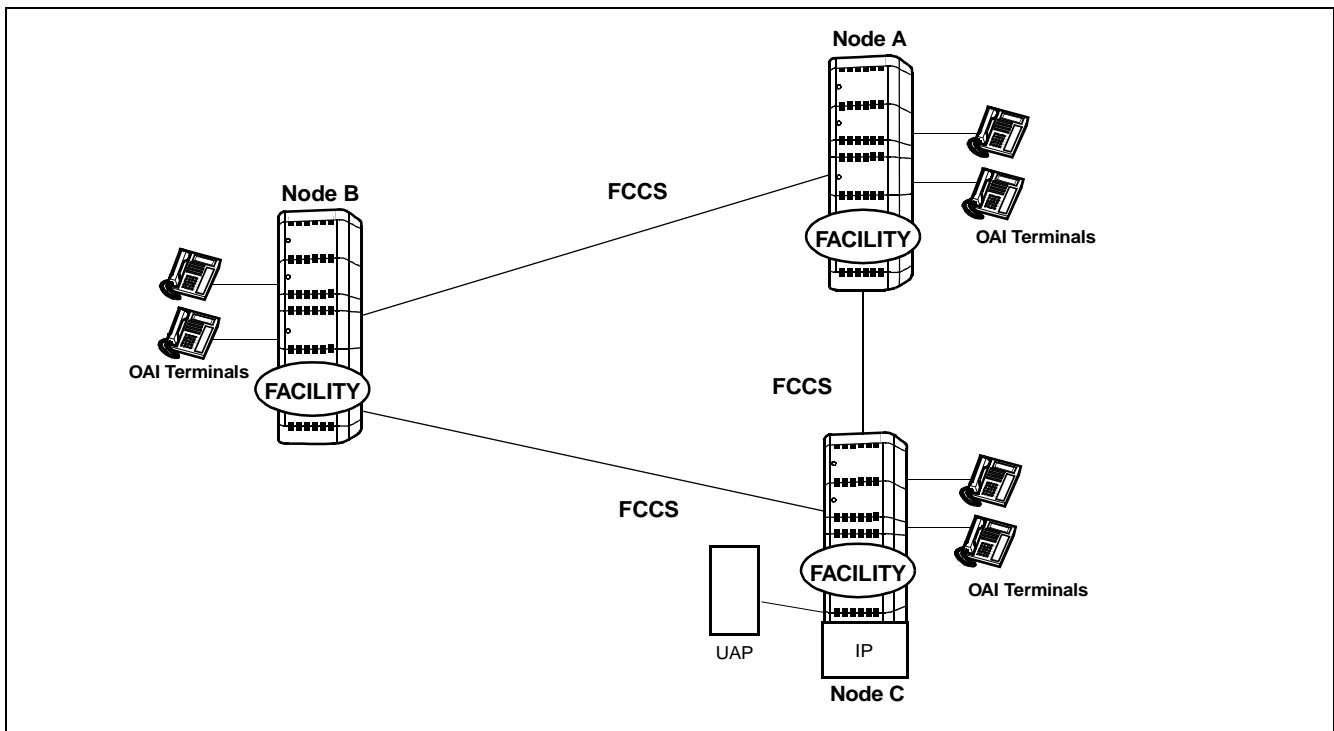 Node A
FCCS
Node B
FACILITY
OAI Terminals
OAI Terminals
FACILITY
FCCS
FCCS
FACILITY
OAI Terminals
UAP
IP
Node C